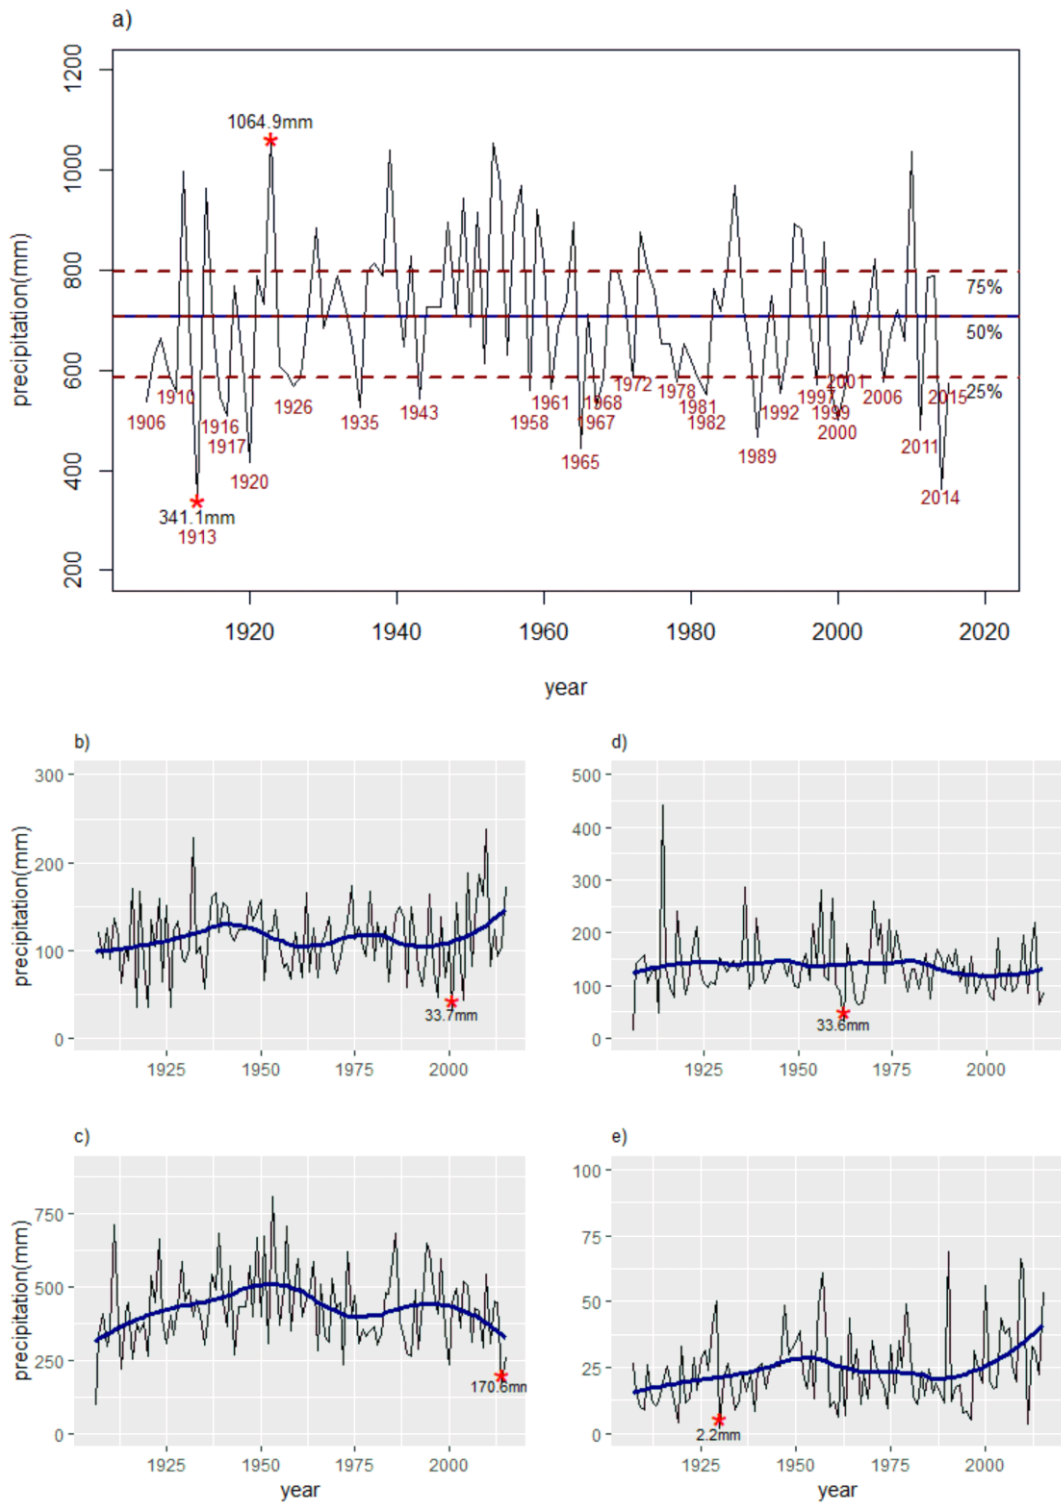 a)
1200
1000
800
600
400
200
precipitation(mm)
1064.9mm
75%
50%
25%
1906
1910
1916
1917
1920
341.1mm
1913
1926
1935
1943
1958
1961
1965
1968
1967
1972
1978
1981
1982
1989
1992
1997
2001
1999
2000
2006
2011
2015
2014
1920 1940 1960 1980 2000 2020
year
b)
300
200
100
0
precipitation(mm)
33.7mm
1925 1950 1975 2000
d)
500
400
300
200
100
0
33.6mm
1925 1950 1975 2000
c)
750
500
250
0
precipitation(mm)
170.6mm
1925 1950 1975 2000
year
e)
100
75
50
25
0
2.2mm
1925 1950 1975 2000
year